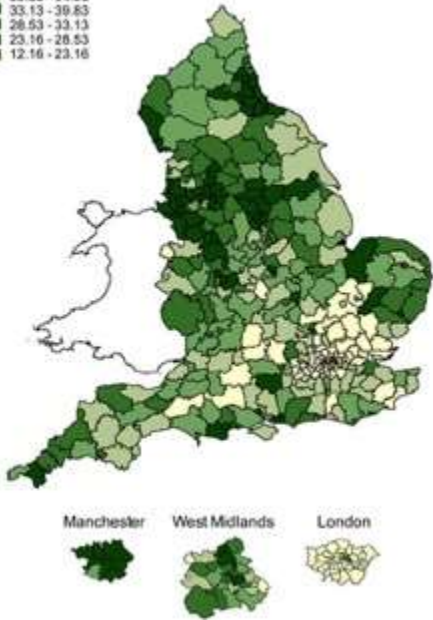 33.13 - 39.83
28.53 - 33.13
23.16 - 28.53
12.16 - 23.16
Manchester West Midlands London